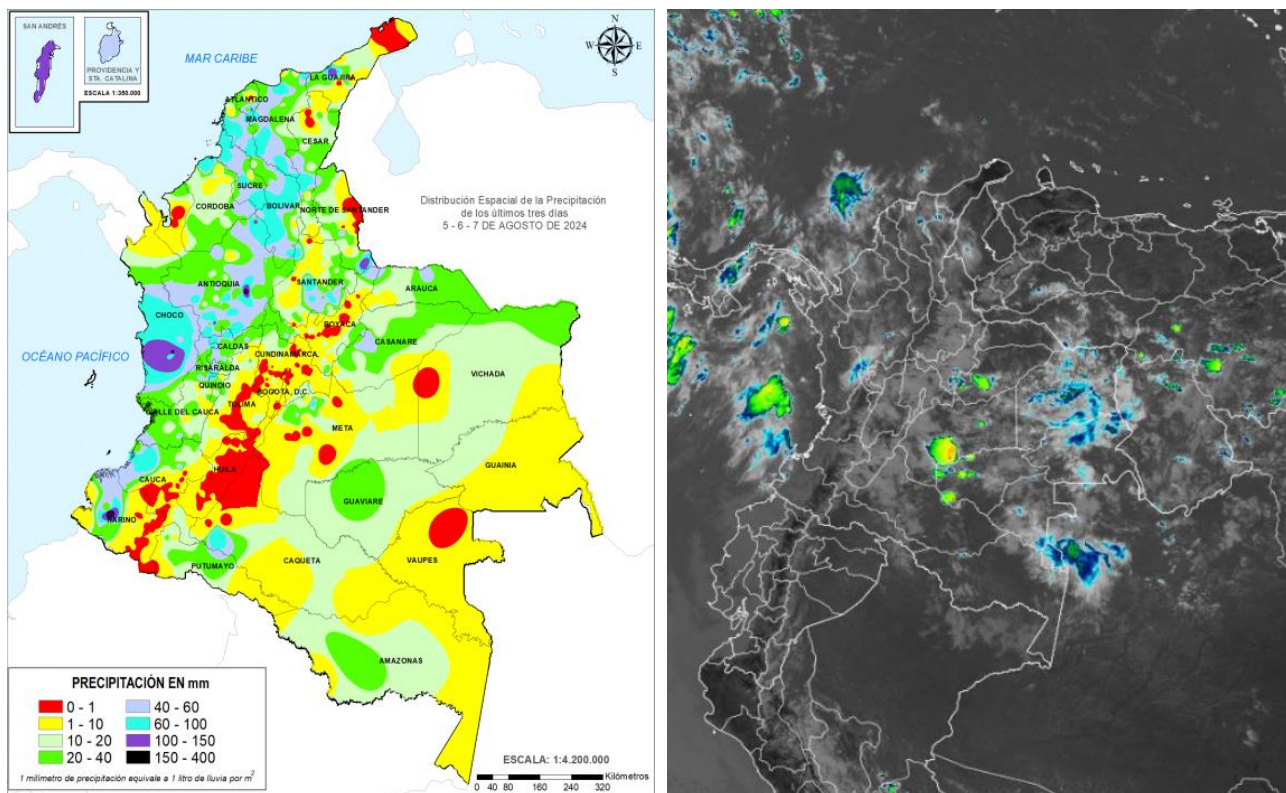 SAN ANDRÉS
PROVIDENCIA Y
STA. CATALINA
ESCALA 1:350.000
MAR CARIBE
N
W E
S
LA GUAJIRA
ATLANTICO
MAGDALENA
CESAR
SUCRE
CORDOBA
BOLIVAR
NORTE DE SANTANDER
Distribución Espacial de la Precipitación
de los últimos tres días
5 - 6 - 7 DE AGOSTO DE 2024
ANTIOQUIA
SANTANDER
ARAUCA
CHOCO
BOYACA
OCÉANO PACÍFICO
CALDAS
CASANARE
CUNDINAMARCA
RISARALDA
VICHADA
QUINDIO
BOGOTA, D.C.
TOLIMA
VALLE DEL CAUCA
META
GUAINIA
HUILA
CAUCA
GUAVIARE
NARIÑO
CAQUETA
VAUPES
PUTUMAYO
AMAZONAS
PRECIPITACIÓN EN mm
0 - 1 40 - 60
1 - 10 60 - 100
10 - 20 100 - 150
20 - 40 150 - 400
1 milímetro de precipitación equivale a 1 litro de lluvia por m2
ESCALA: 1:4.200.000
Kilómetros
0 40 80 160 240 320